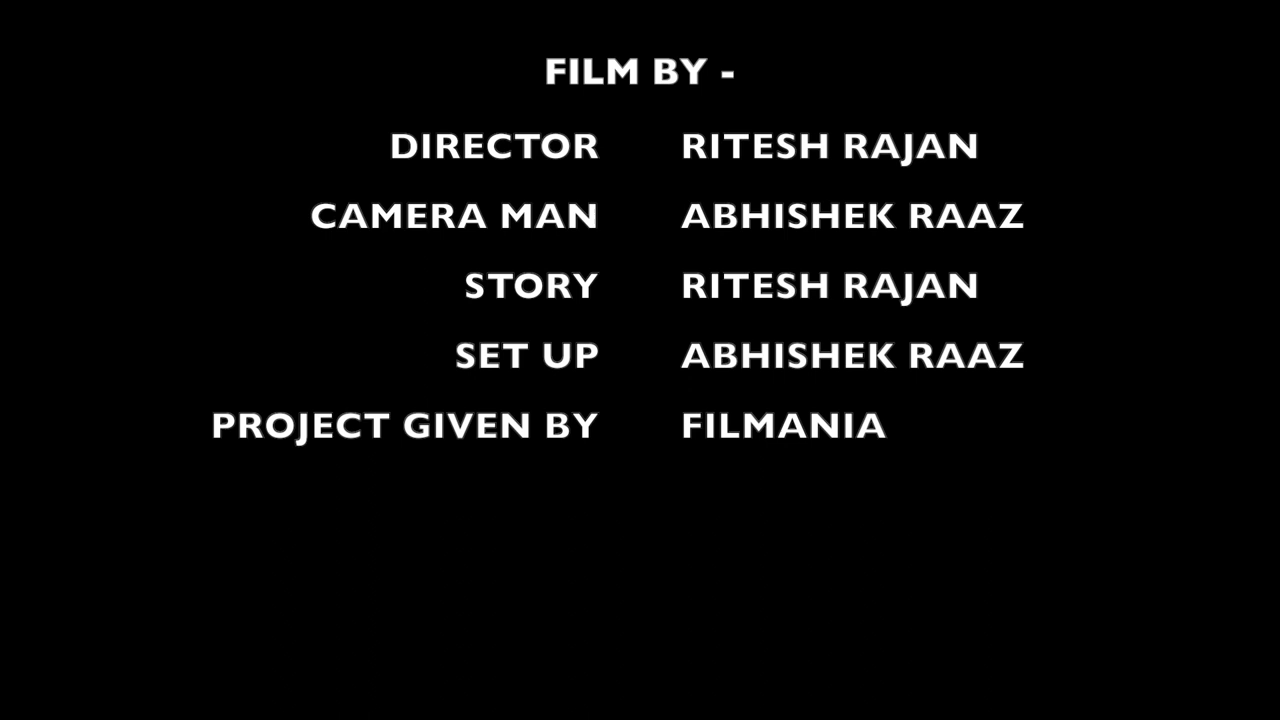 FILM BY -
DIRECTOR RITESH RAJAN
CAMERA MAN ABHISHEK RAAZ
STORY RITESH RAJAN
SET UP ABHISHEK RAAZ
PROJECT GIVEN BY FILMANIA